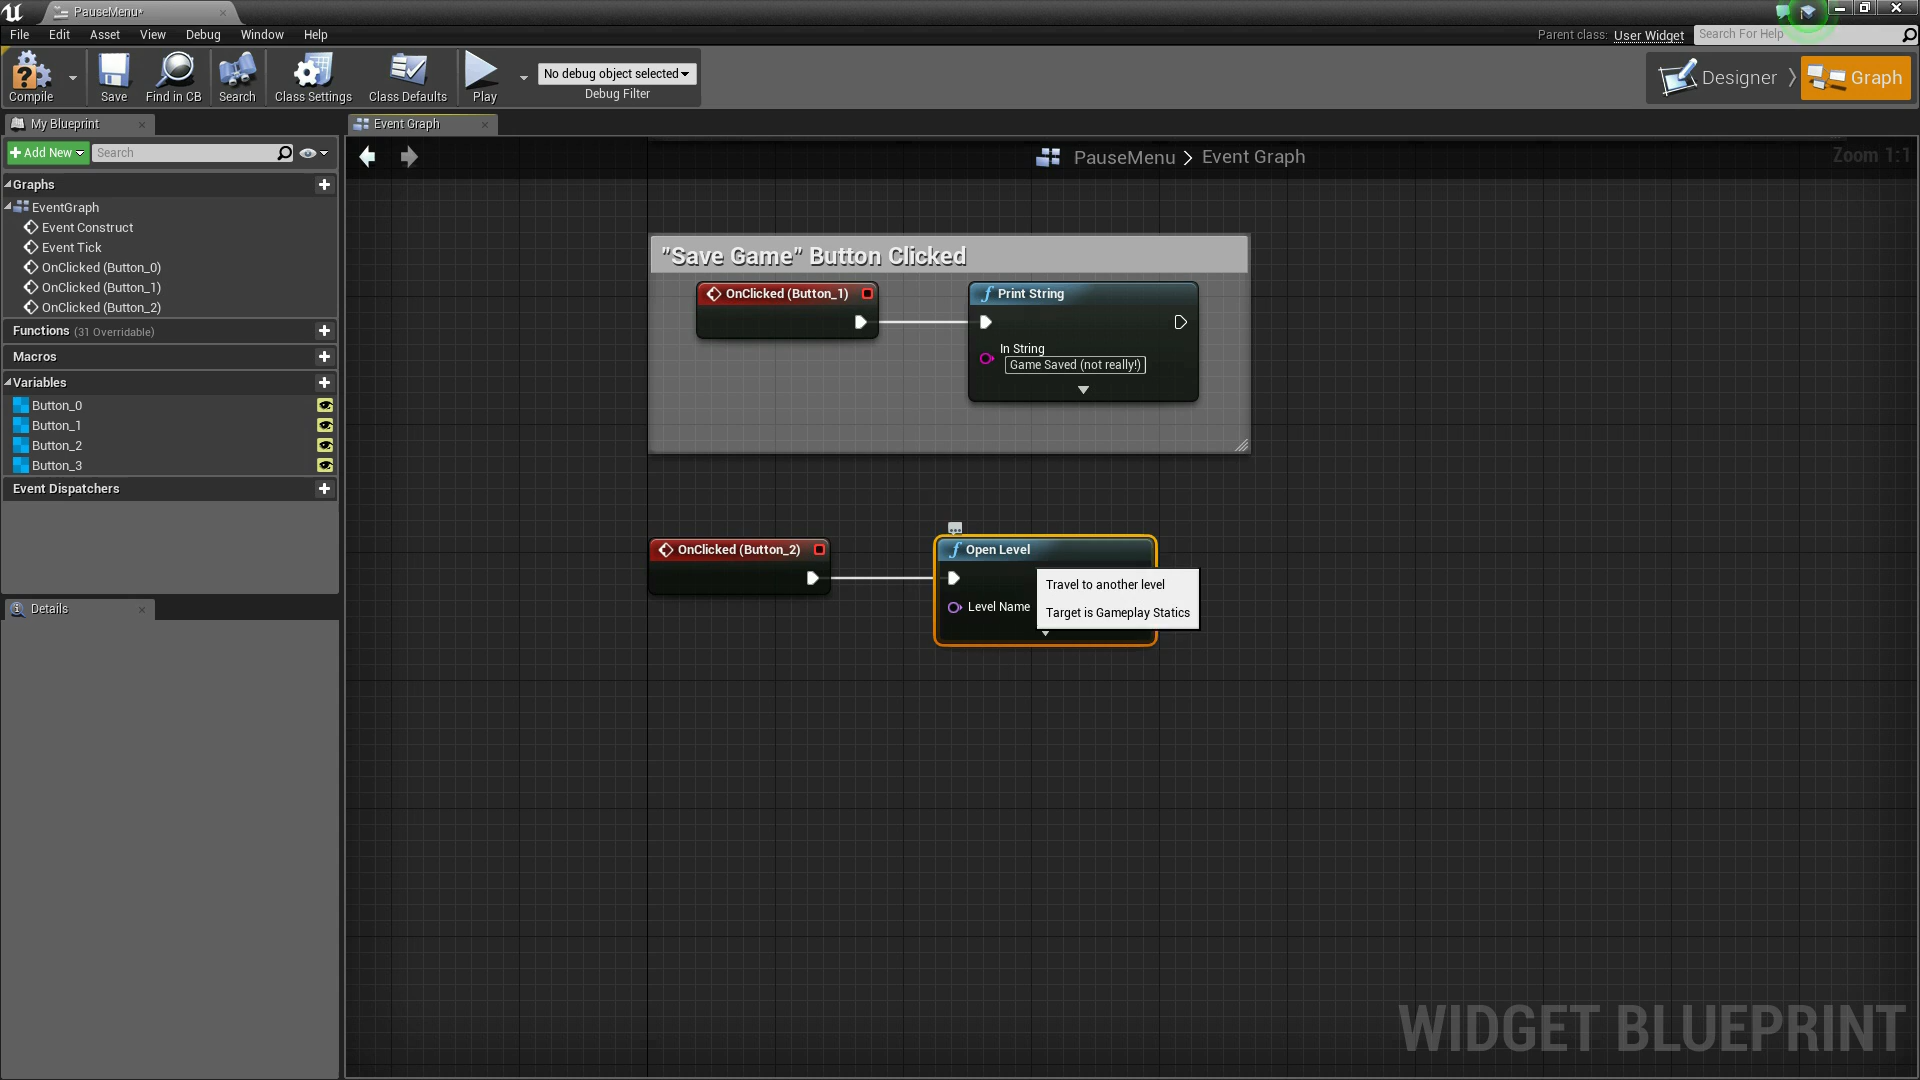 PauseMenu*
File Edit Asset View Debug Window Help
Parent class: User Widget Search For Help
Compile Save Find in CB Search Class Settings Class Defaults Play
No debug object selected
Debug Filter
Designer Graph
My Blueprint
Event Graph
Add New Search
PauseMenu > Event Graph
Zoom 1:1
Graphs
EventGraph
Event Construct
Event Tick
OnClicked (Button_0)
OnClicked (Button_1)
OnClicked (Button_2)
Functions (31 Overridable)
Macros
Variables
Button_0
Button_1
Button_2
Button_3
Event Dispatchers
Details
"Save Game" Button Clicked
OnClicked (Button_1)
Print String
In String
Game Saved (not really!)
OnClicked (Button_2)
Open Level
Level Name
Travel to another level
Target is Gameplay Statics
WIDGET BLUEPRINT